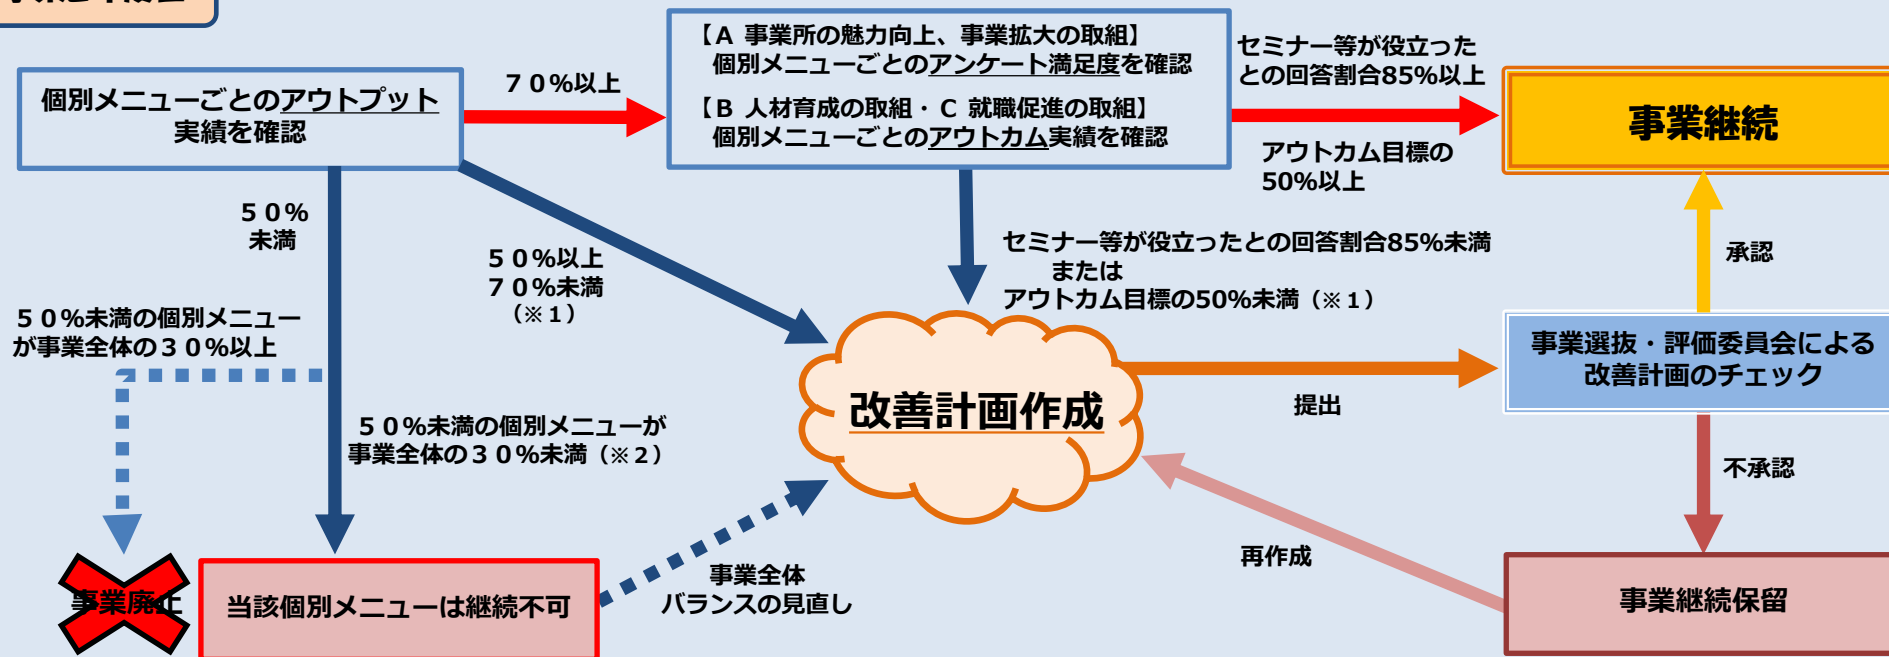 個別メニューごとのアウトプット
実績を確認
７０%以上
【A 事業所の魅力向上、事業拡大の取組】
個別メニューごとのアンケート満足度を確認
【B 人材育成の取組・C 就職促進の取組】
個別メニューごとのアウトカム実績を確認
セミナー等が役立った
との回答割合85%以上
アウトカム目標の
50%以上
事業継続
５０%
未満
５０%以上
７０%未満
（※１）
セミナー等が役立ったとの回答割合85%未満
または
アウトカム目標の50%未満（※１）
承認
５０%未満の個別メニュー
が事業全体の３０%以上
事業選抜・評価委員会による
改善計画のチェック
改善計画作成
提出
５０%未満の個別メニューが
事業全体の３０%未満（※２）
不承認
再作成
事業全体
バランスの見直し
事業廃止
当該個別メニューは継続不可
事業継続保留